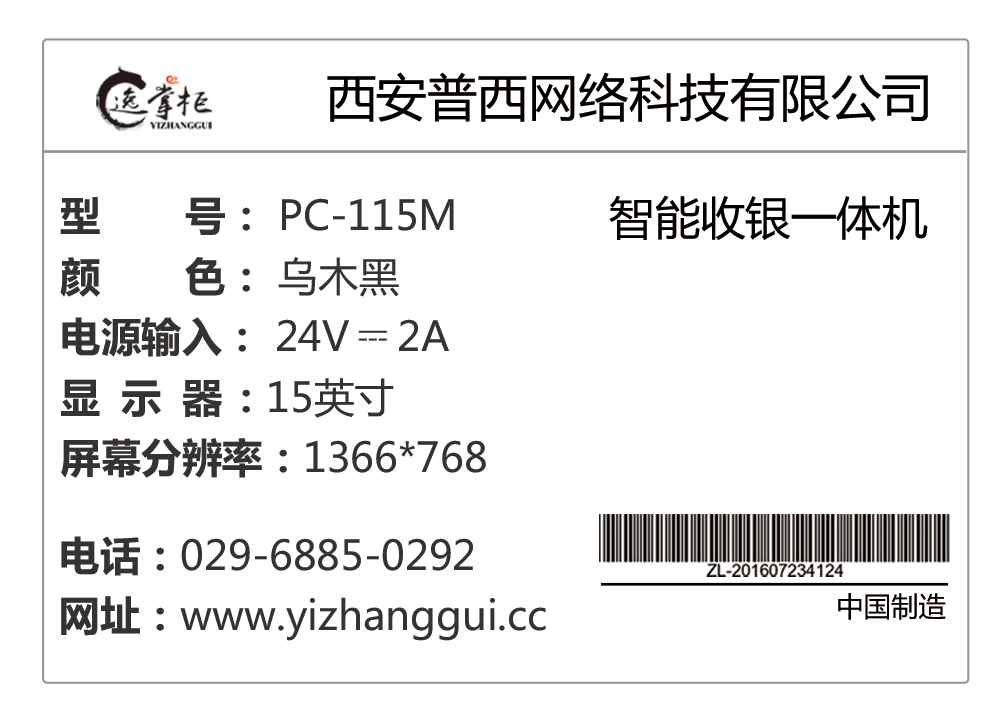 逸掌柜
YIZHANGGUI
西安普西网络科技有限公司
型 号：PC-115M
智能收银一体机
颜 色：乌木黑
电源输入：24V⎓2A
显 示 器：15英寸
屏幕分辨率：1366*768
电话：029-6885-0292
网址：www.yizhanggui.cc
ZL-201607234124
中国制造